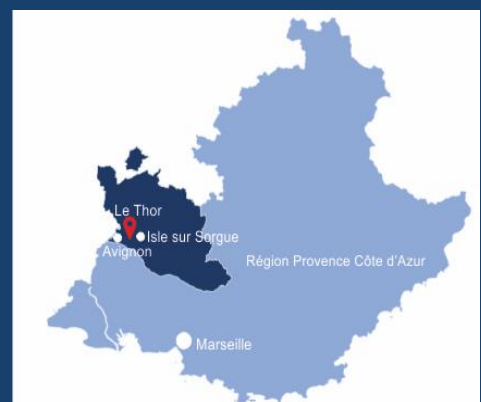 Le Thor
Isle sur Sorgue
Avignon
Région Provence Côte d'Azur
Marseille